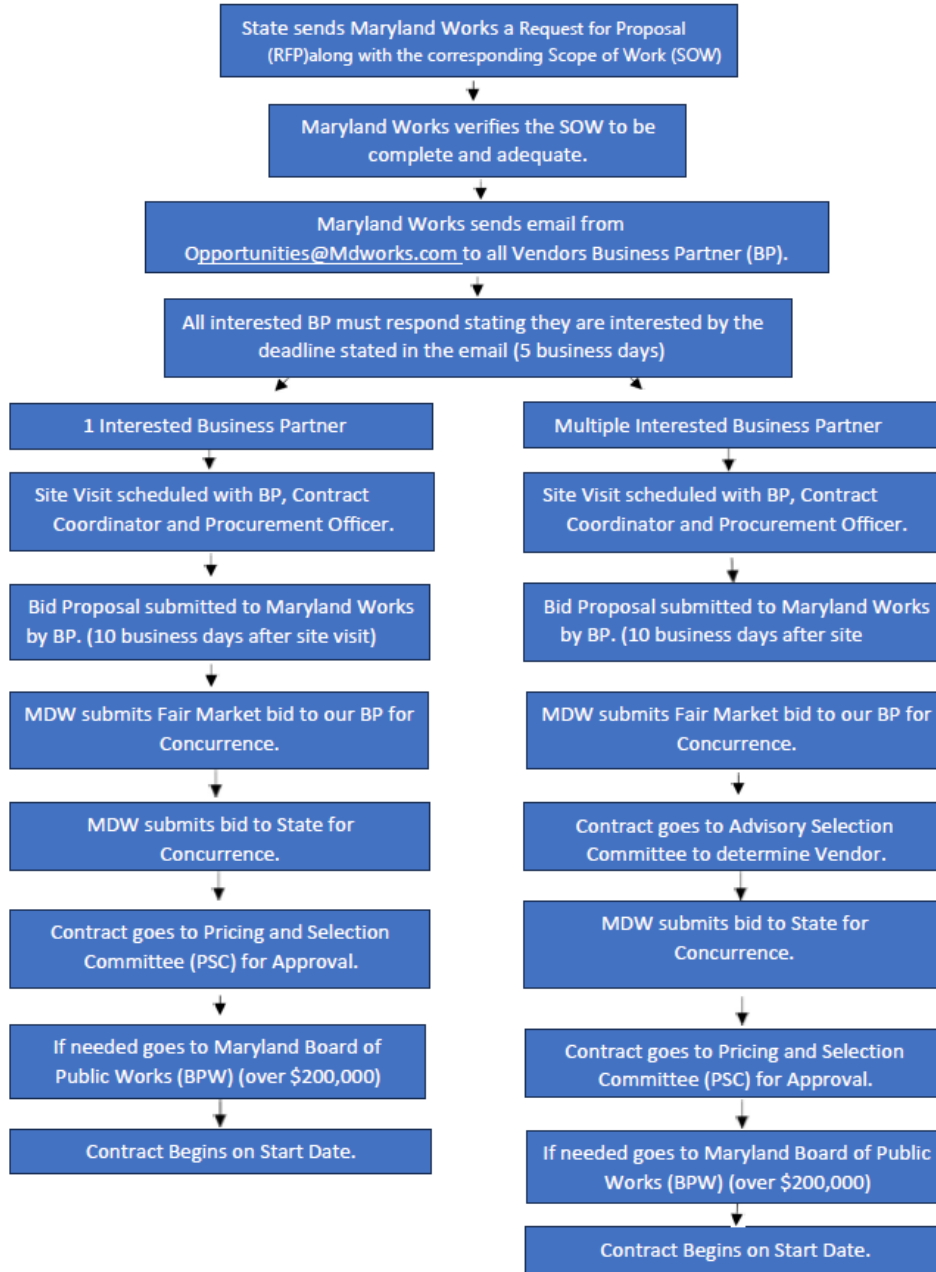 State sends Maryland Works a Request for Proposal
(RFP)along with the corresponding Scope of Work (SOW)
Maryland Works verifies the SOW to be
complete and adequate.
Maryland Works sends email from
Opportunities@Mdworks.com to all Vendors Business Partner (BP).
All interested BP must respond stating they are interested by the
deadline stated in the email (5 business days)
1 Interested Business Partner
Site Visit scheduled with BP, Contract
Coordinator and Procurement Officer.
Bid Proposal submitted to Maryland Works
by BP. (10 business days after site visit)
MDW submits Fair Market bid to our BP for
Concurrence.
MDW submits bid to State for
Concurrence.
Contract goes to Pricing and Selection
Committee (PSC) for Approval.
If needed goes to Maryland Board of
Public Works (BPW) (over $200,000)
Contract Begins on Start Date.
Multiple Interested Business Partner
Site Visit scheduled with BP, Contract
Coordinator and Procurement Officer.
Bid Proposal submitted to Maryland Works
by BP. (10 business days after site
MDW submits Fair Market bid to our BP for
Concurrence.
Contract goes to Advisory Selection
Committee to determine Vendor.
MDW submits bid to State for
Concurrence.
Contract goes to Pricing and Selection
Committee (PSC) for Approval.
If needed goes to Maryland Board of Public
Works (BPW) (over $200,000)
Contract Begins on Start Date.